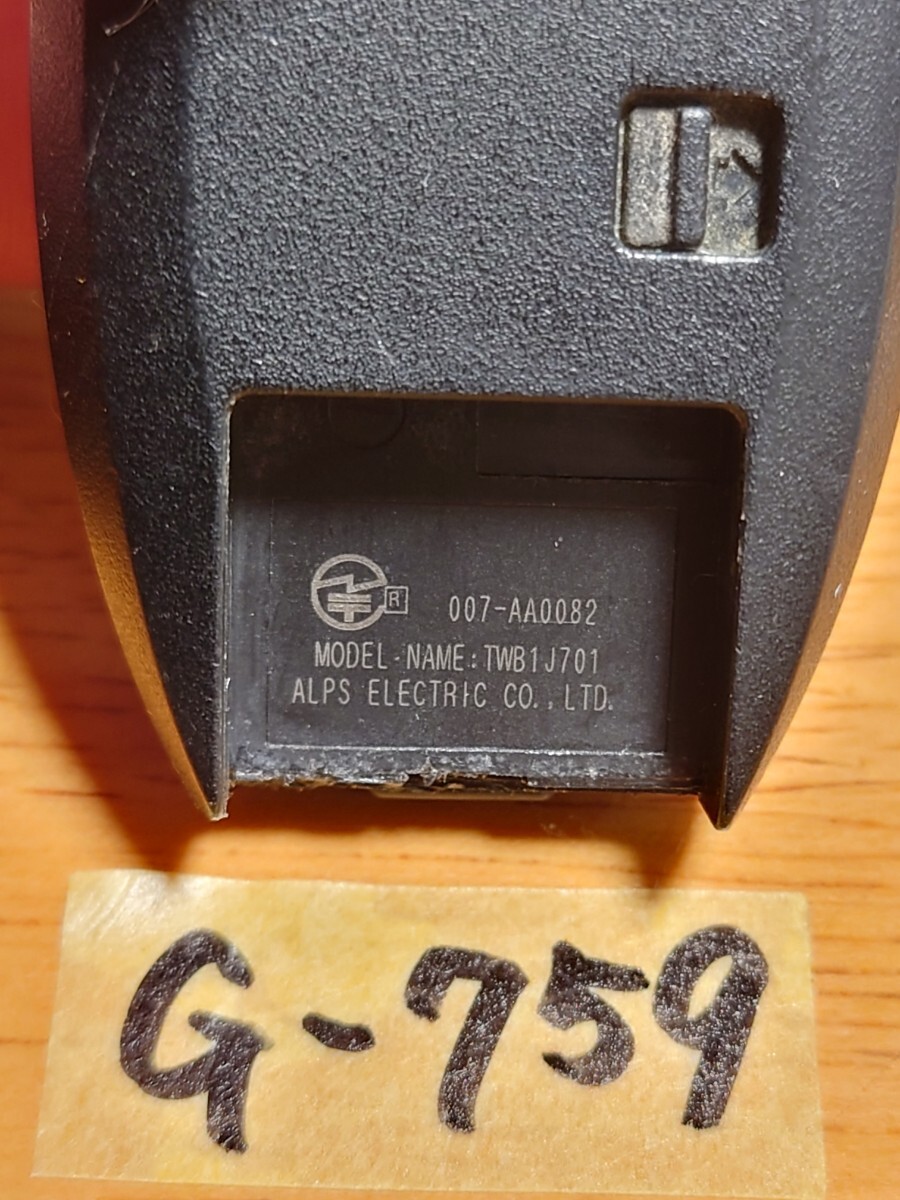 R 007-AA0082
MODEL-NAME:TWB1J701
ALPS ELECTRIC CO.,LTD.
G-759